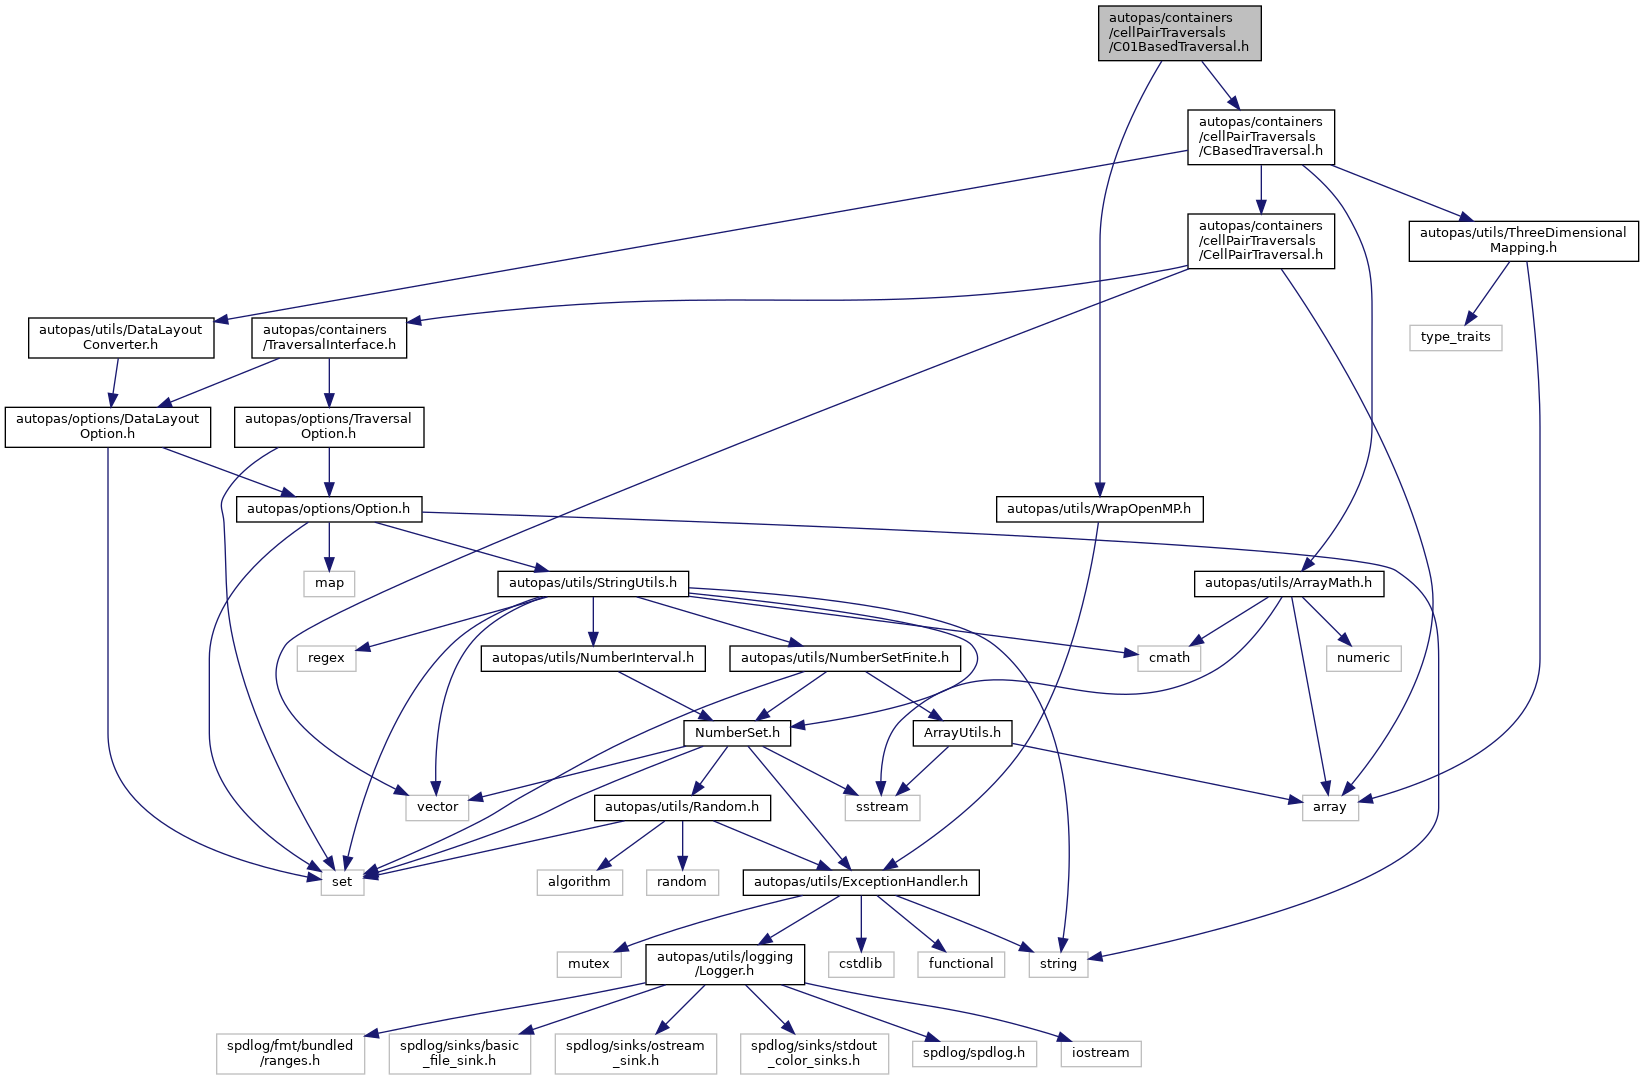 autopas/containers
/cellPairTraversals
/C01BasedTraversal.h
autopas/containers
/cellPairTraversals
/CBasedTraversal.h
autopas/containers
/cellPairTraversals
/CellPairTraversal.h
autopas/utils/ThreeDimensional
Mapping.h
autopas/utils/DataLayout
Converter.h
autopas/containers
/TraversalInterface.h
type_traits
autopas/options/DataLayout
Option.h
autopas/options/Traversal
Option.h
autopas/options/Option.h
autopas/utils/WrapOpenMP.h
map
autopas/utils/StringUtils.h
autopas/utils/ArrayMath.h
regex
autopas/utils/NumberInterval.h
autopas/utils/NumberSetFinite.h
cmath
numeric
NumberSet.h
ArrayUtils.h
vector
autopas/utils/Random.h
sstream
array
set
algorithm
random
autopas/utils/ExceptionHandler.h
mutex
autopas/utils/logging
/Logger.h
cstdlib
functional
string
spdlog/fmt/bundled
/ranges.h
spdlog/sinks/basic
_file_sink.h
spdlog/sinks/ostream
_sink.h
spdlog/sinks/stdout
_color_sinks.h
spdlog/spdlog.h
iostream